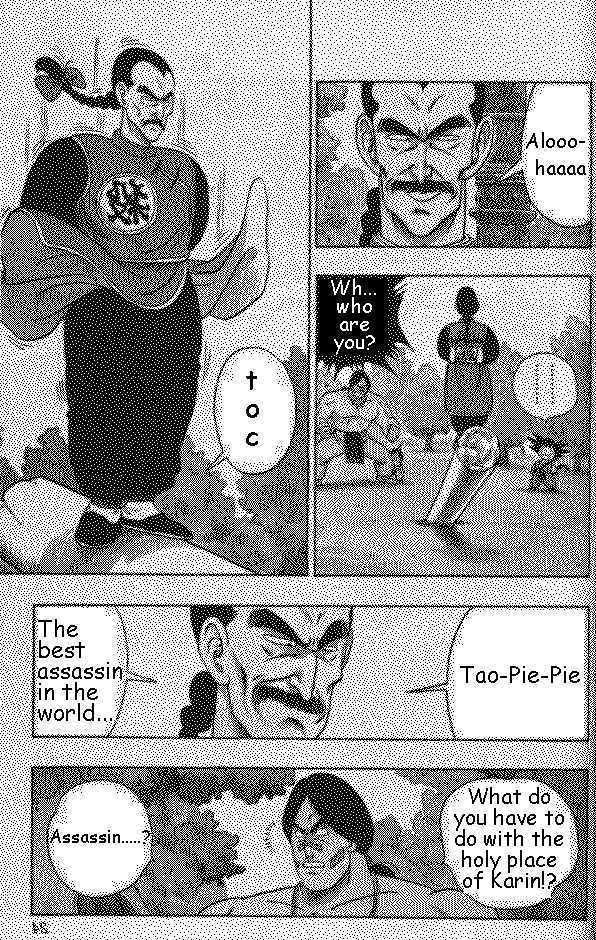 t
o
c
Alooo-
haaaa
Wh...
who
are
you?
The
best
assassin
in the
world...
Tao-Pie-Pie
Assassin.....?
What do
you have to
do with the
holy place
of Karin!?